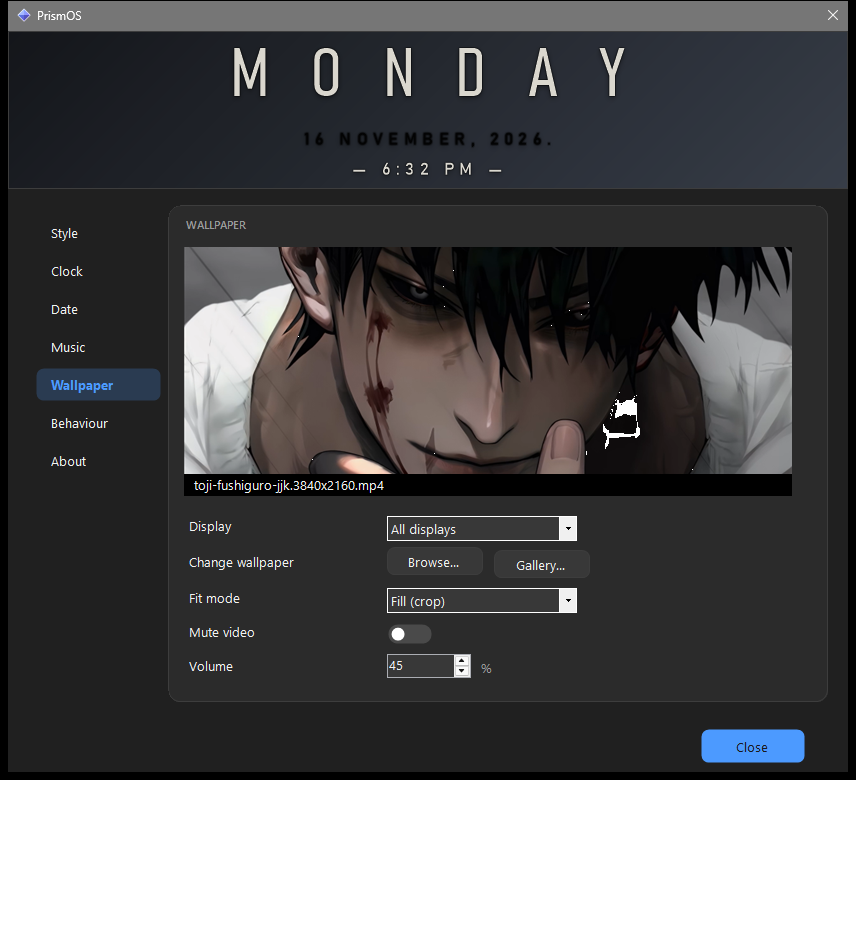 PrismOS
MONDAY
16 NOVEMBER, 2026.
— 6:32 PM —
Style
Clock
Date
Music
Wallpaper
Behaviour
About
WALLPAPER
toji-fushiguro-jjk.3840x2160.mp4
Display
All displays
Change wallpaper
Browse...
Gallery...
Fit mode
Fill (crop)
Mute video
Volume
45
%
Close